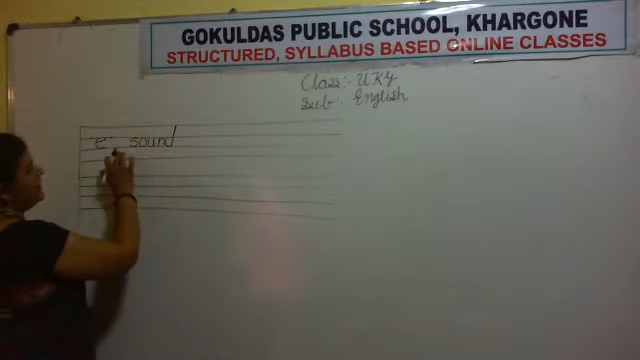 GOKULDAS PUBLIC SCHOOL, KHARGONE
STRUCTURED, SYLLABUS BASED ONLINE CLASSES
Class:- U.K.G
Sub:- English
"e" sound